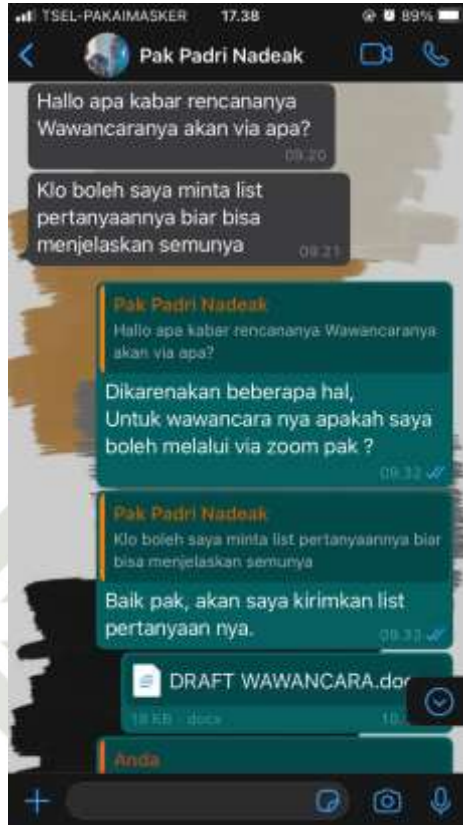 TSEL-PAKAIMASKER 17.38 89%
Pak Padri Nadeak
Hallo apa kabar rencananya
Wawancaranya akan via apa?
09.20
Klo boleh saya minta list
pertanyaannya biar bisa
menjelaskan semunya 09.21
Pak Padri Nadeak
Hallo apa kabar rencananya Wawancaranya
akan via apa?
Dikarenakan beberapa hal,
Untuk wawancara nya apakah saya
boleh melalui via zoom pak ?
09.32
Pak Padri Nadeak
Klo boleh saya minta list pertanyaannya biar
bisa menjelaskan semunya
Baik pak, akan saya kirimkan list
pertanyaan nya. 09.32
DRAFT WAWANCARA.do
18 KB · docx 10.
Anda